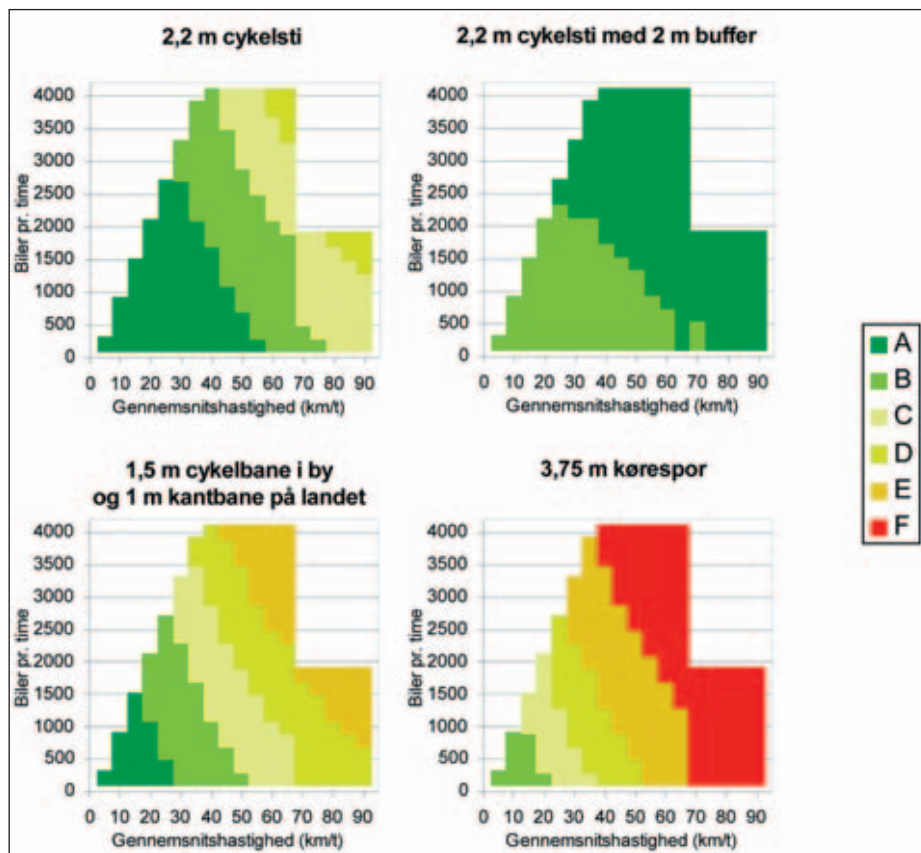 2,2 m cykelsti
Biler pr. time
4000
3500
3000
2500
2000
1500
1000
500
0
0 10 20 30 40 50 60 70 80 90
Gennemsnitshastighed (km/t)
2,2 m cykelsti med 2 m buffer
Biler pr. time
4000
3500
3000
2500
2000
1500
1000
500
0
0 10 20 30 40 50 60 70 80 90
Gennemsnitshastighed (km/t)
1,5 m cykelbane i by
og 1 m kantbane på landet
Biler pr. time
4000
3500
3000
2500
2000
1500
1000
500
0
0 10 20 30 40 50 60 70 80 90
Gennemsnitshastighed (km/t)
3,75 m kørespor
Biler pr. time
4000
3500
3000
2500
2000
1500
1000
500
0
0 10 20 30 40 50 60 70 80 90
Gennemsnitshastighed (km/t)
A
B
C
D
E
F